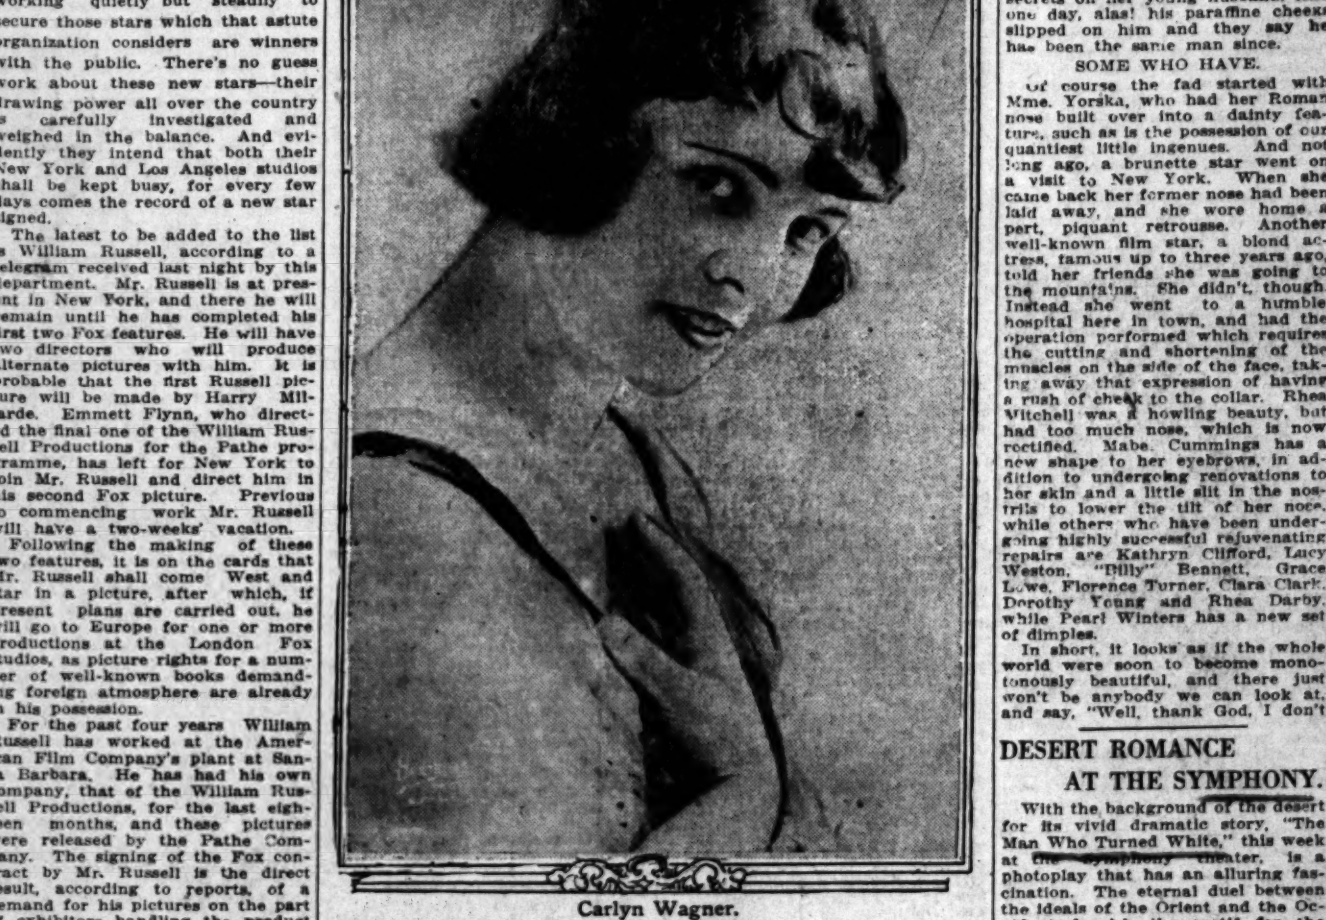 working quietly but steadily to
secure those stars which that astute
organization considers are winners
with the public. There's no guess
work about these new stars—their
drawing power all over the country
s carefully investigated and
weighed in the balance. And evi-
dently they intend that both their
New York and Los Angeles studios
shall be kept busy, for every few
days comes the record of a new star
signed.
The latest to be added to the list
s William Russell, according to a
telegram received last night by this
department. Mr. Russell is at pres-
ent in New York, and there he will
remain until he has completed his
first two Fox features. He will have
two directors who will produce
alternate pictures with him. It is
probable that the first Russell pic-
ture will be made by Harry Mil-
arde. Emmett Flynn, who direct-
ed the final one of the William Rus-
sell Productions for the Pathe pro-
gramme, has left for New York to
join Mr. Russell and direct him in
his second Fox picture. Previous
to commencing work Mr. Russell
will have a two-weeks' vacation.
Following the making of these
two features, it is on the cards that
Mr. Russell shall come West and
star in a picture, after which, if
present plans are carried out, he
will go to Europe for one or more
productions at the London Fox
studios, as picture rights for a num-
ber of well-known books demand-
ing foreign atmosphere are already
in his possession.
For the past four years William
Russell has worked at the Amer-
ican Film Company's plant at San-
a Barbara. He has had his own
company, that of the William Rus-
sell Productions, for the last eigh-
een months, and these pictures
were released by the Pathe Com-
pany. The signing of the Fox con-
tract by Mr. Russell is the direct
result, according to reports, of a
demand for his pictures on the part
Carlyn Wagner.
one day, alas! his paraffine cheeks
slipped on him and they say he
has been the same man since.
SOME WHO HAVE.
Of course the fad started with
Mme. Yorska, who had her Roman
nose built over into a dainty fea-
ture, such as is the possession of our
quantiest little ingenues. And not
long ago, a brunette star went on
a visit to New York. When she
came back her former nose had been
laid away, and she wore home a
pert, piquant retrousse. Another
well-known film star, a blond ac-
tress, famous up to three years ago,
told her friends she was going to
the mountains. She didn't, though.
Instead she went to a humble
hospital here in town, and had the
operation performed which requires
the cutting and shortening of the
muscles on the side of the face, tak-
ing away that expression of having
a rush of cheek to the collar. Rhea
Mitchell was a howling beauty, but
had too much nose, which is now
rectified. Mabe. Cummings has a
new shape to her eyebrows, in ad-
dition to undergoing renovations to
her skin and a little slit in the nos-
trils to lower the tilt of her nose,
while others who have been under-
going highly successful rejuvenating
repairs are Kathryn Clifford, Lucy
Weston, "Billy" Bennett, Grace
Lowe, Florence Turner, Clara Clark,
Dorothy Young and Rhea Darby,
while Pearl Winters has a new set
of dimples.
In short, it looks as if the whole
world were soon to become mono-
tonously beautiful, and there just
won't be anybody we can look at,
and say, "Well, thank God, I don't
DESERT ROMANCE
AT THE SYMPHONY.
With the background of the desert
for its vivid dramatic story, "The
Man Who Turned White," this week
at the Symphony theater, is a
photoplay that has an alluring fas-
cination. The eternal duel between
the ideals of the Orient and the Oc-